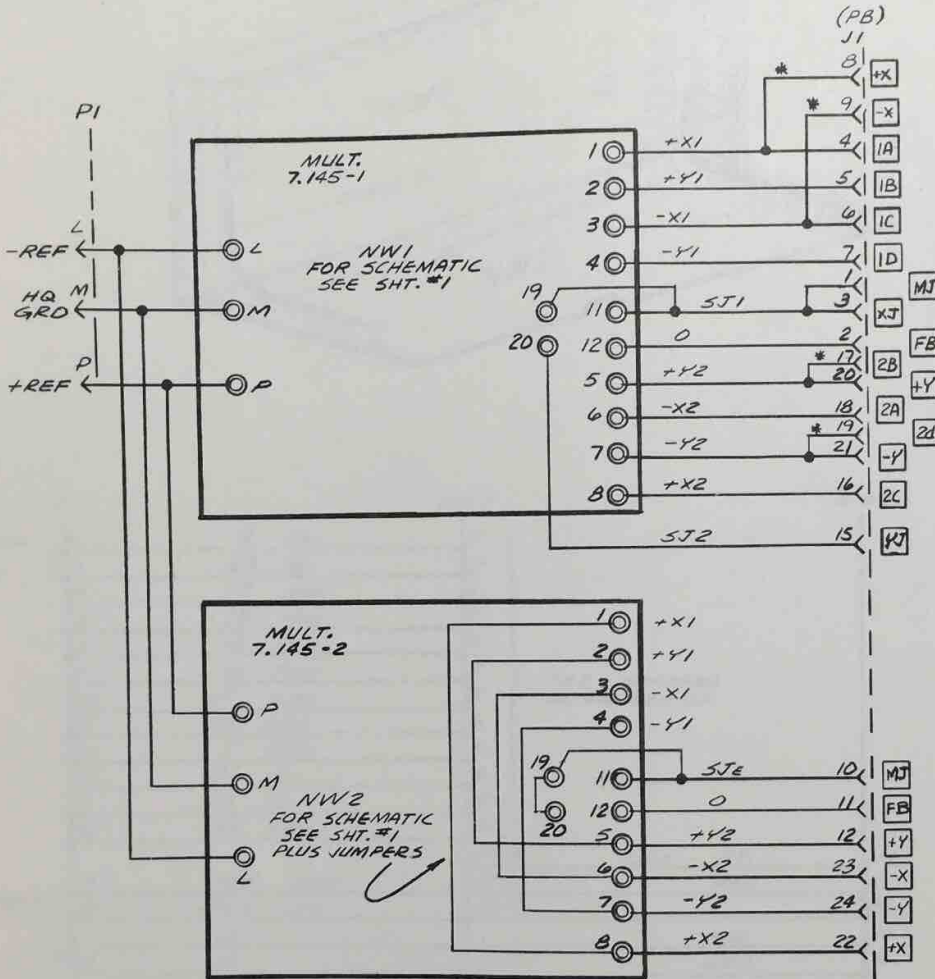 (PB)
J1
P1
8 +X
* 9 -X
*
MULT.
7.145-1
1 +X1 4 1A
2 +Y1 5 1B
3 -X1 6 1C
4 -Y1 7 1D
NW1
FOR SCHEMATIC
SEE SHT. #1
-REF L L
HQ GRD M M
+REF P P
1 MJ
19 11 SJ1 3 XJ
20 12 0 2 FB
* 17 2B
5 +Y2 20 +Y
6 -X2 18 2A
* 19 2d
7 -Y2 21 -Y
8 +X2 16 2C
SJ2 15 YJ
MULT.
7.145-2
1 +X1
2 +Y1
3 -X1
4 -Y1
P
M
L
19 11 SJE 10 MJ
20 12 0 11 FB
NW2
FOR SCHEMATIC
SEE SHT. #1
PLUS JUMPERS
5 +Y2 12 +Y
6 -X2 23 -X
7 -Y2 24 -Y
8 +X2 22 +X